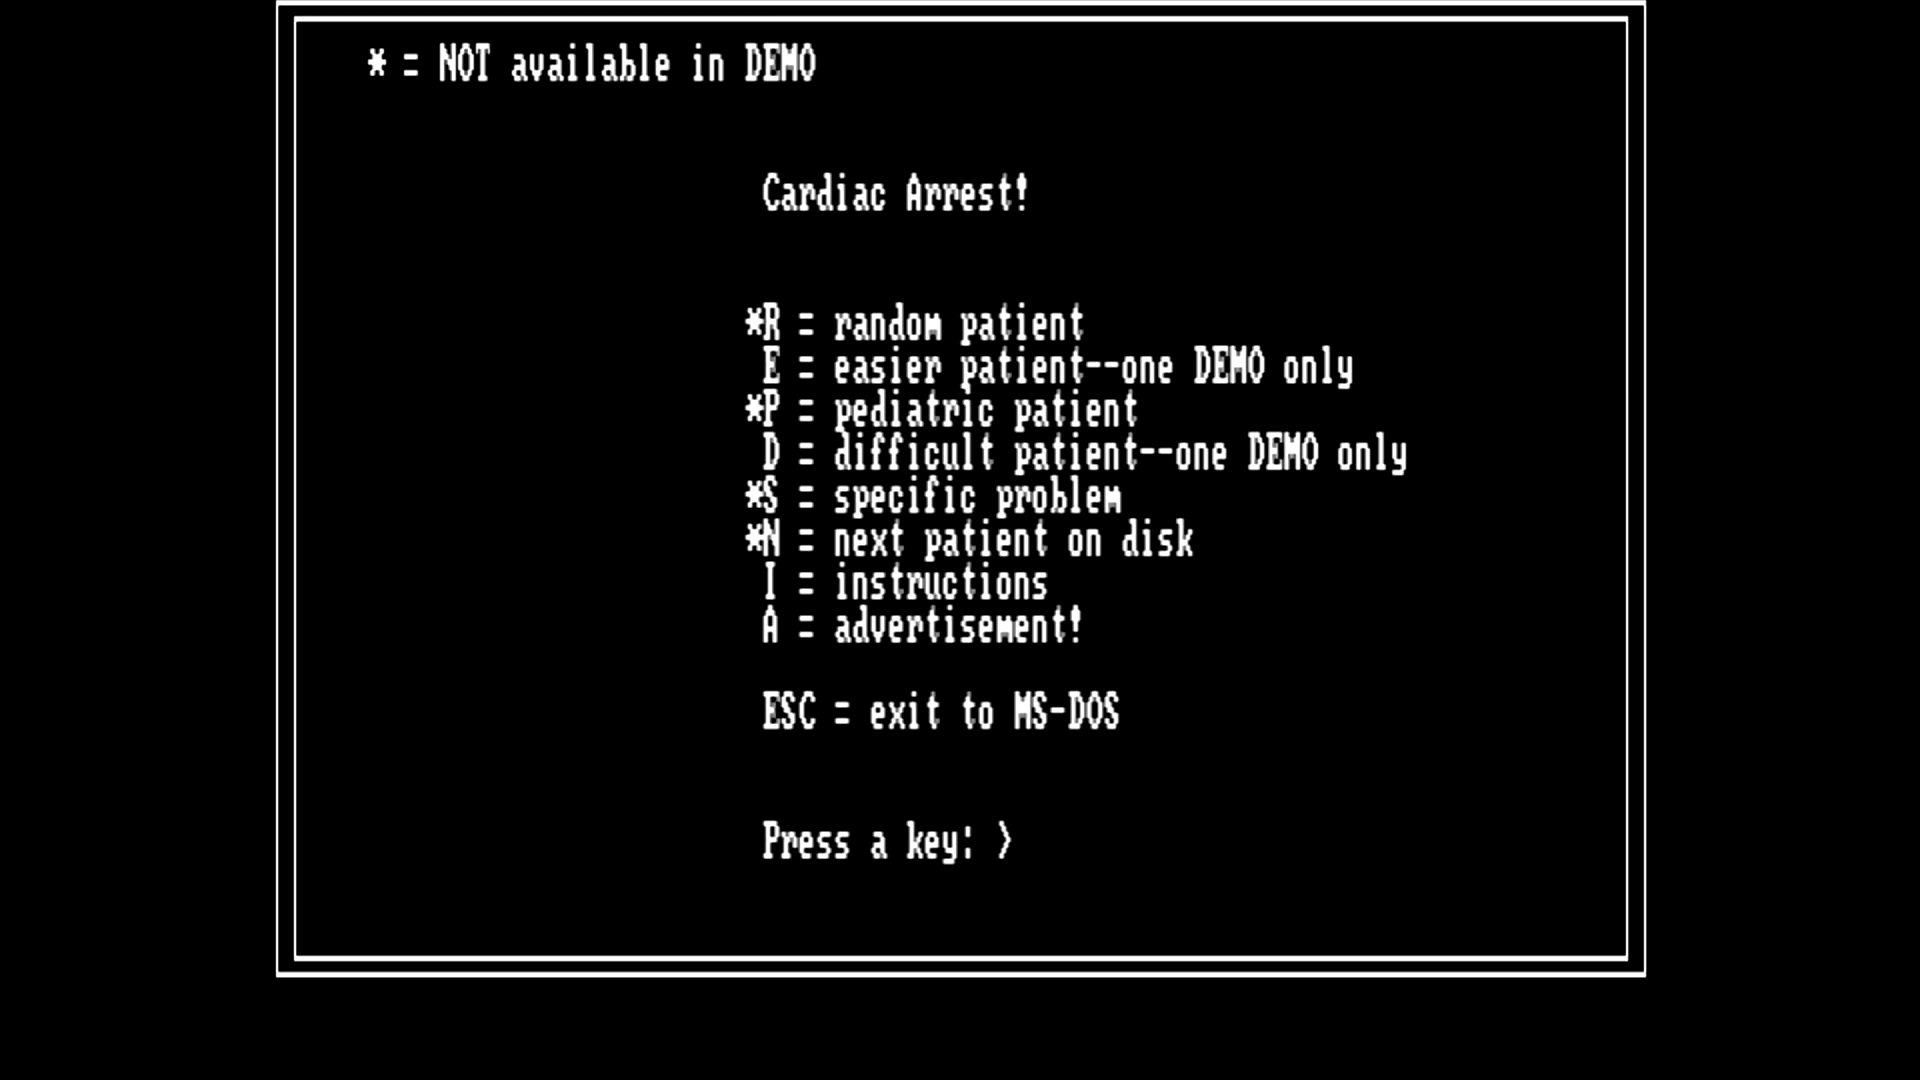 * = NOT available in DEMO
Cardiac Arrest!
*R = random patient
E = easier patient--one DEMO only
*P = pediatric patient
D = difficult patient--one DEMO only
*S = specific problem
*N = next patient on disk
I = instructions
A = advertisement!
ESC = exit to MS-DOS
Press a key: >